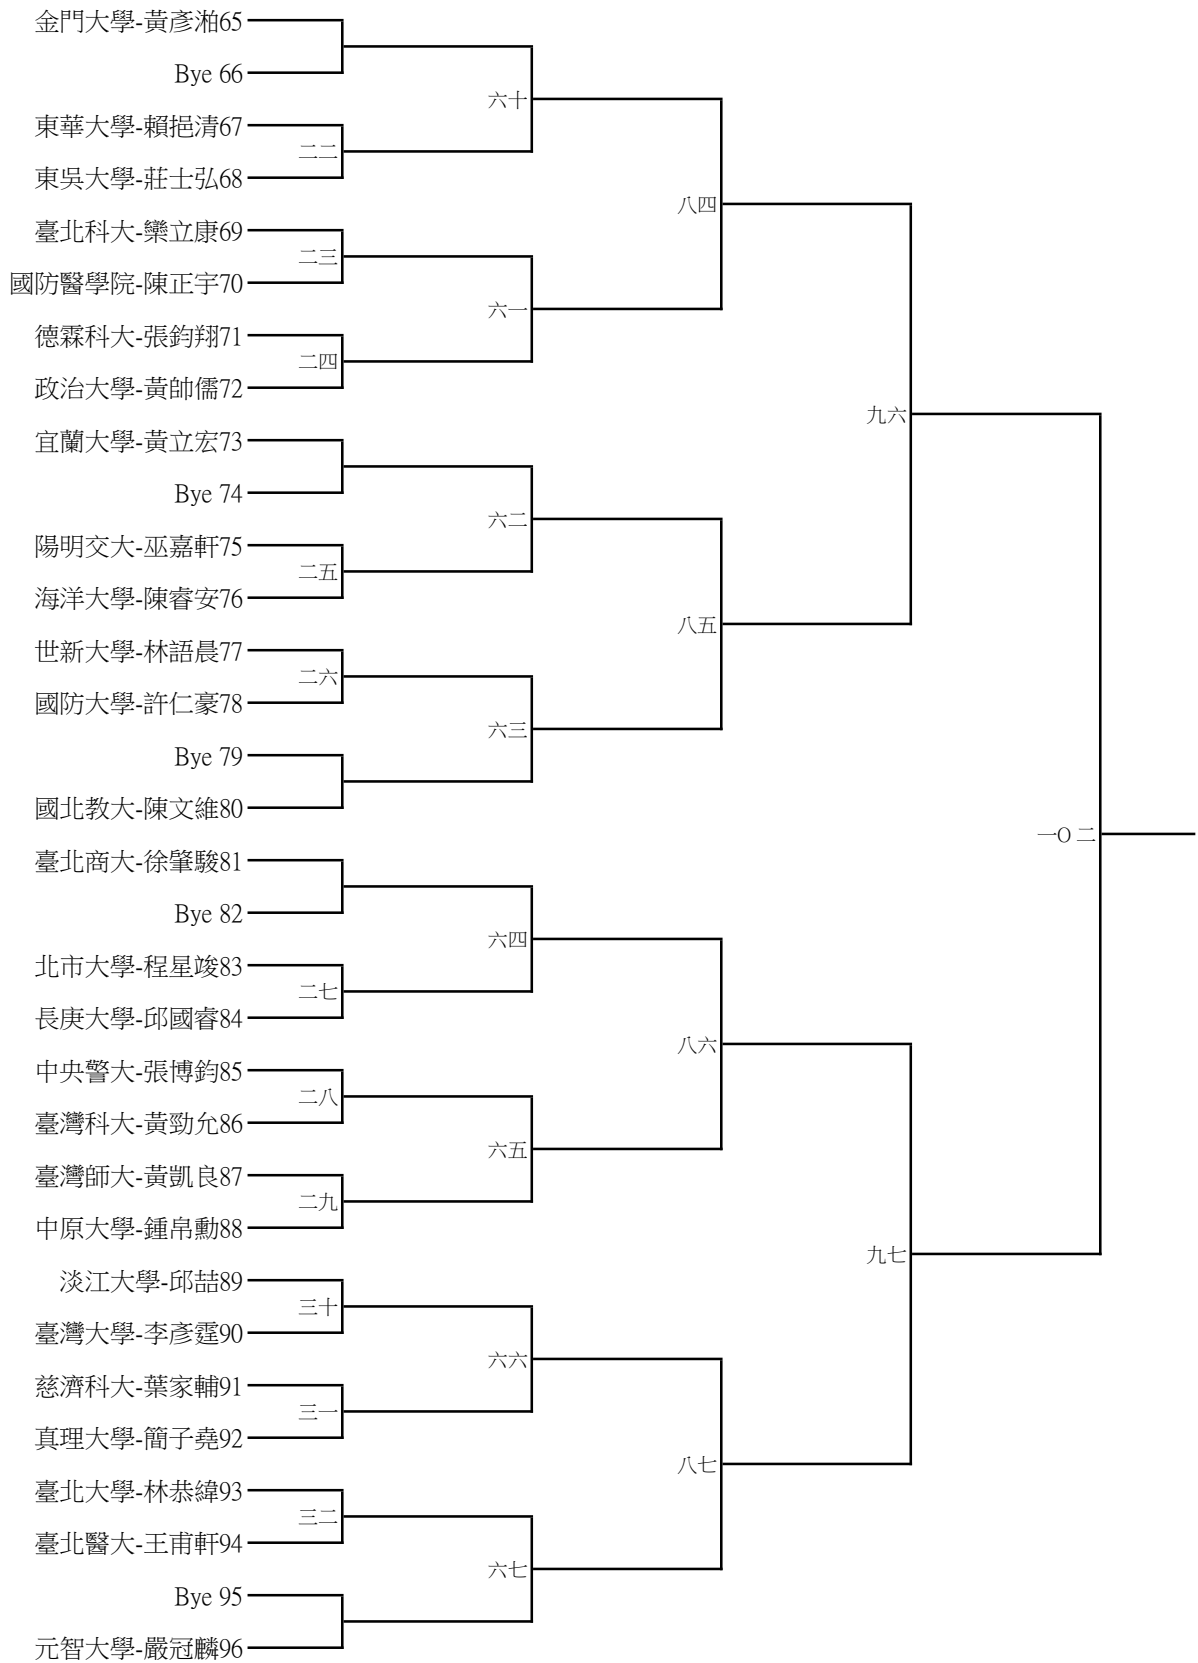 金門大學-黃彥湐65
Bye 66
六十
東華大學-賴挹清67
二二
東吳大學-莊士弘68
八四
臺北科大-欒立康69
二三
國防醫學院-陳正宇70
六一
德霖科大-張鈞翔71
二四
政治大學-黃帥儒72
九六
宜蘭大學-黃立宏73
Bye 74
六二
陽明交大-巫嘉軒75
二五
海洋大學-陳睿安76
八五
世新大學-林語晨77
二六
國防大學-許仁豪78
六三
Bye 79
國北教大-陳文維80
一O二
臺北商大-徐肇駿81
Bye 82
六四
北市大學-程星竣83
二七
長庚大學-邱國睿84
八六
中央警大-張博鈞85
二八
臺灣科大-黃勁允86
六五
臺灣師大-黃凱良87
二九
中原大學-鍾帛勳88
九七
淡江大學-邱喆89
三十
臺灣大學-李彥霆90
六六
慈濟科大-葉家輔91
三一
真理大學-簡子堯92
八七
臺北大學-林恭緯93
三二
臺北醫大-王甫軒94
六七
Bye 95
元智大學-嚴冠麟96